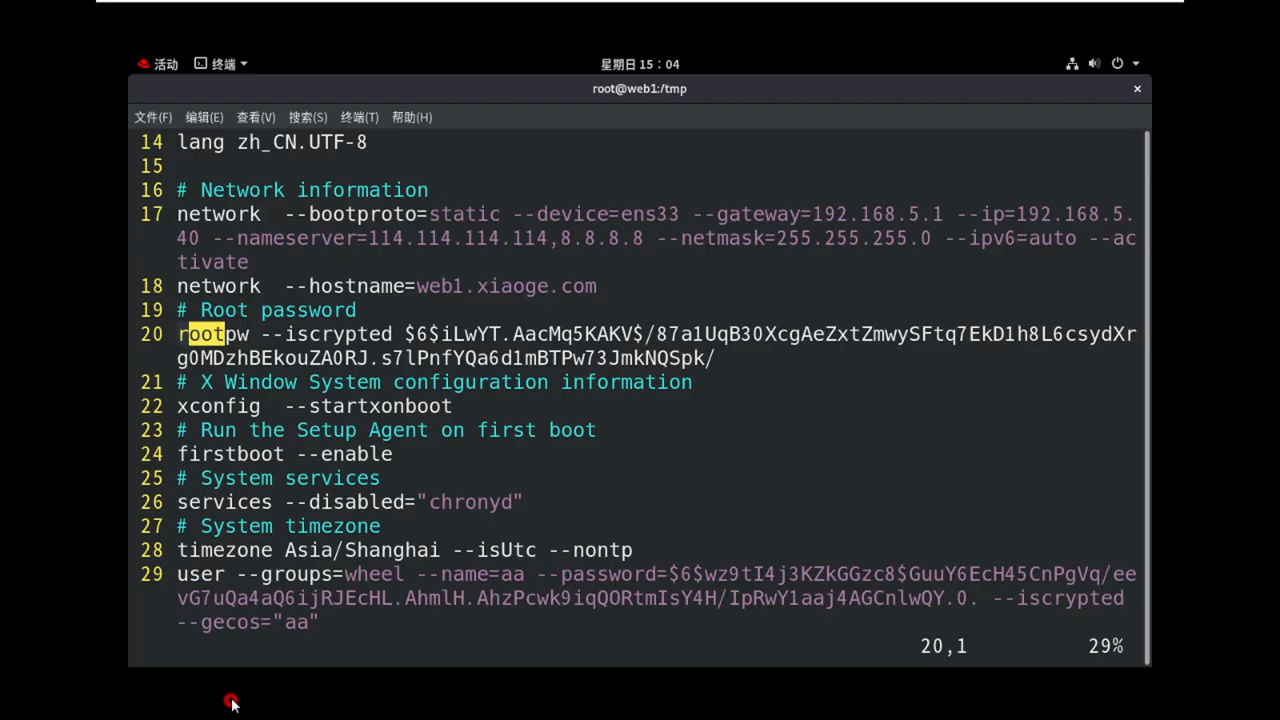 活动 终端 星期日 15：04
root@web1:/tmp ×
文件(F) 编辑(E) 查看(V) 搜索(S) 终端(T) 帮助(H)
14 lang zh_CN.UTF-8
15
16 # Network information
17 network  --bootproto=static --device=ens33 --gateway=192.168.5.1 --ip=192.168.5.
40 --nameserver=114.114.114.114,8.8.8.8 --netmask=255.255.255.0 --ipv6=auto --ac
tivate
18 network  --hostname=web1.xiaoge.com
19 # Root password
20 rootpw --iscrypted $6$iLwYT.AacMq5KAKV$/87a1UqB30XcgAeZxtZmwySFtq7EkD1h8L6csydXr
g0MDzhBEkouZA0RJ.s7lPnfYQa6d1mBTPw73JmkNQSpk/
21 # X Window System configuration information
22 xconfig  --startxonboot
23 # Run the Setup Agent on first boot
24 firstboot --enable
25 # System services
26 services --disabled="chronyd"
27 # System timezone
28 timezone Asia/Shanghai --isUtc --nontp
29 user --groups=wheel --name=aa --password=$6$wz9tI4j3KZkGGzc8$GuuY6EcH45CnPgVq/ee
vG7uQa4aQ6ijRJEcHL.AhmlH.AhzPcwk9iqQORtmIsY4H/IpRwY1aaj4AGCnlwQY.0. --iscrypted
--gecos="aa"
20,1 29%